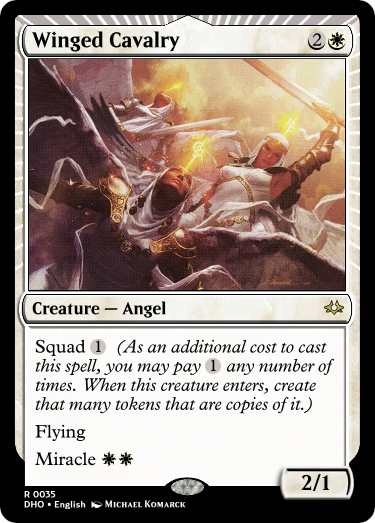 Winged Cavalry 2
Creature — Angel
Squad 1 (As an additional cost to cast
this spell, you may pay 1 any number of
times. When this creature enters, create
that many tokens that are copies of it.)
Flying
Miracle
2/1
R 0035
DHO • English Michael Komarck